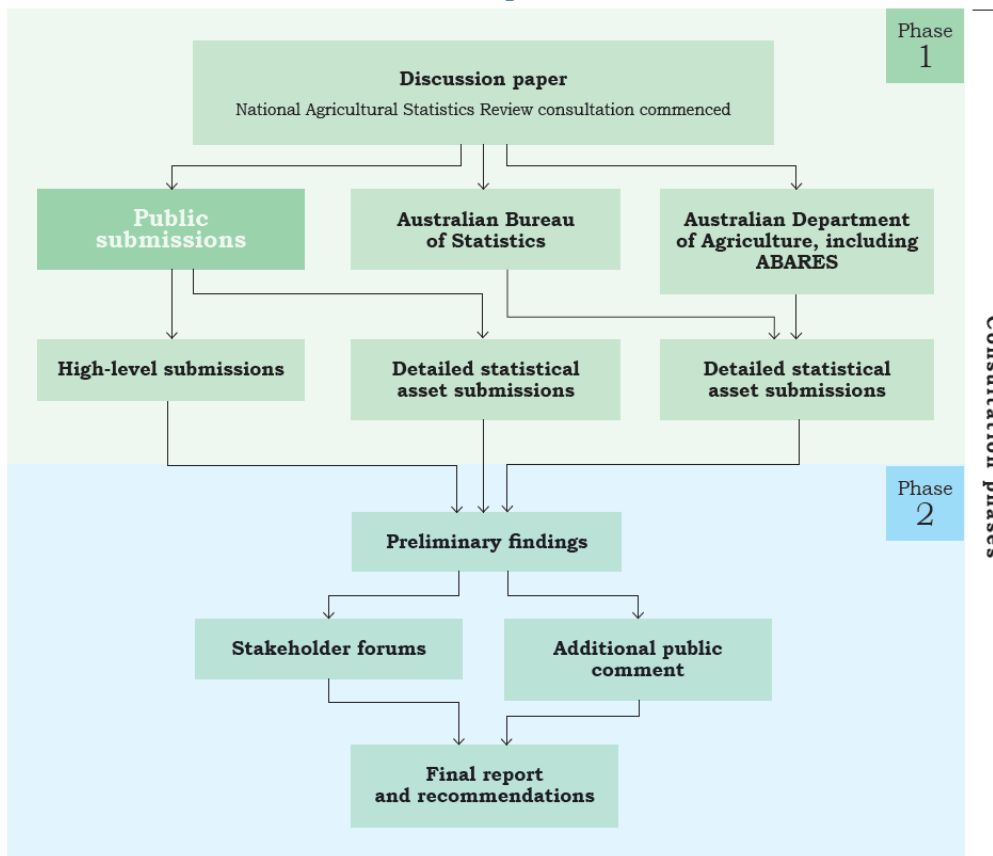 Phase
1
Discussion paper
National Agricultural Statistics Review consultation commenced
Public
submissions
Australian Bureau
of Statistics
Australian Department
of Agriculture, including
ABARES
High-level submissions
Detailed statistical
asset submissions
Detailed statistical
asset submissions
Phase
2
Preliminary findings
Stakeholder forums
Additional public
comment
Final report
and recommendations
Consultation phases